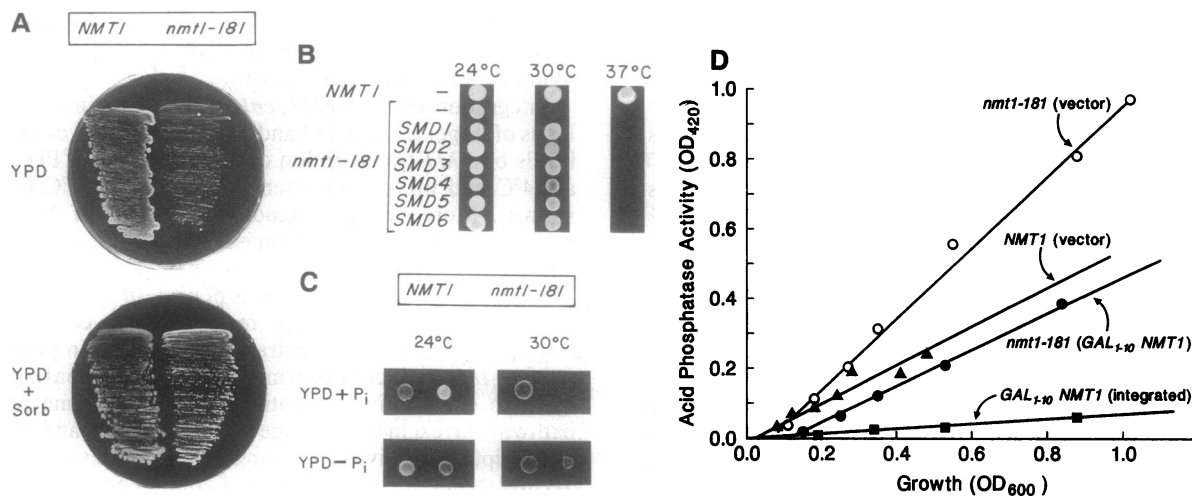 A
NMT1 nmt1-181
YPD
YPD
+
Sorb
B
24°C 30°C 37°C
NMT1 –
–
nmt1-181
SMD1
SMD2
SMD3
SMD4
SMD5
SMD6
C
NMT1 nmt1-181
24°C 30°C
YPD+Pi
YPD–Pi
D
Acid Phosphatase Activity (OD420)
1.0
0.8
0.6
0.4
0.2
0.0
0.0 0.2 0.4 0.6 0.8 1.0
Growth (OD600)
nmt1-181 (vector)
NMT1 (vector)
nmt1-181 (GAL1-10 NMT1)
GAL1-10 NMT1 (integrated)